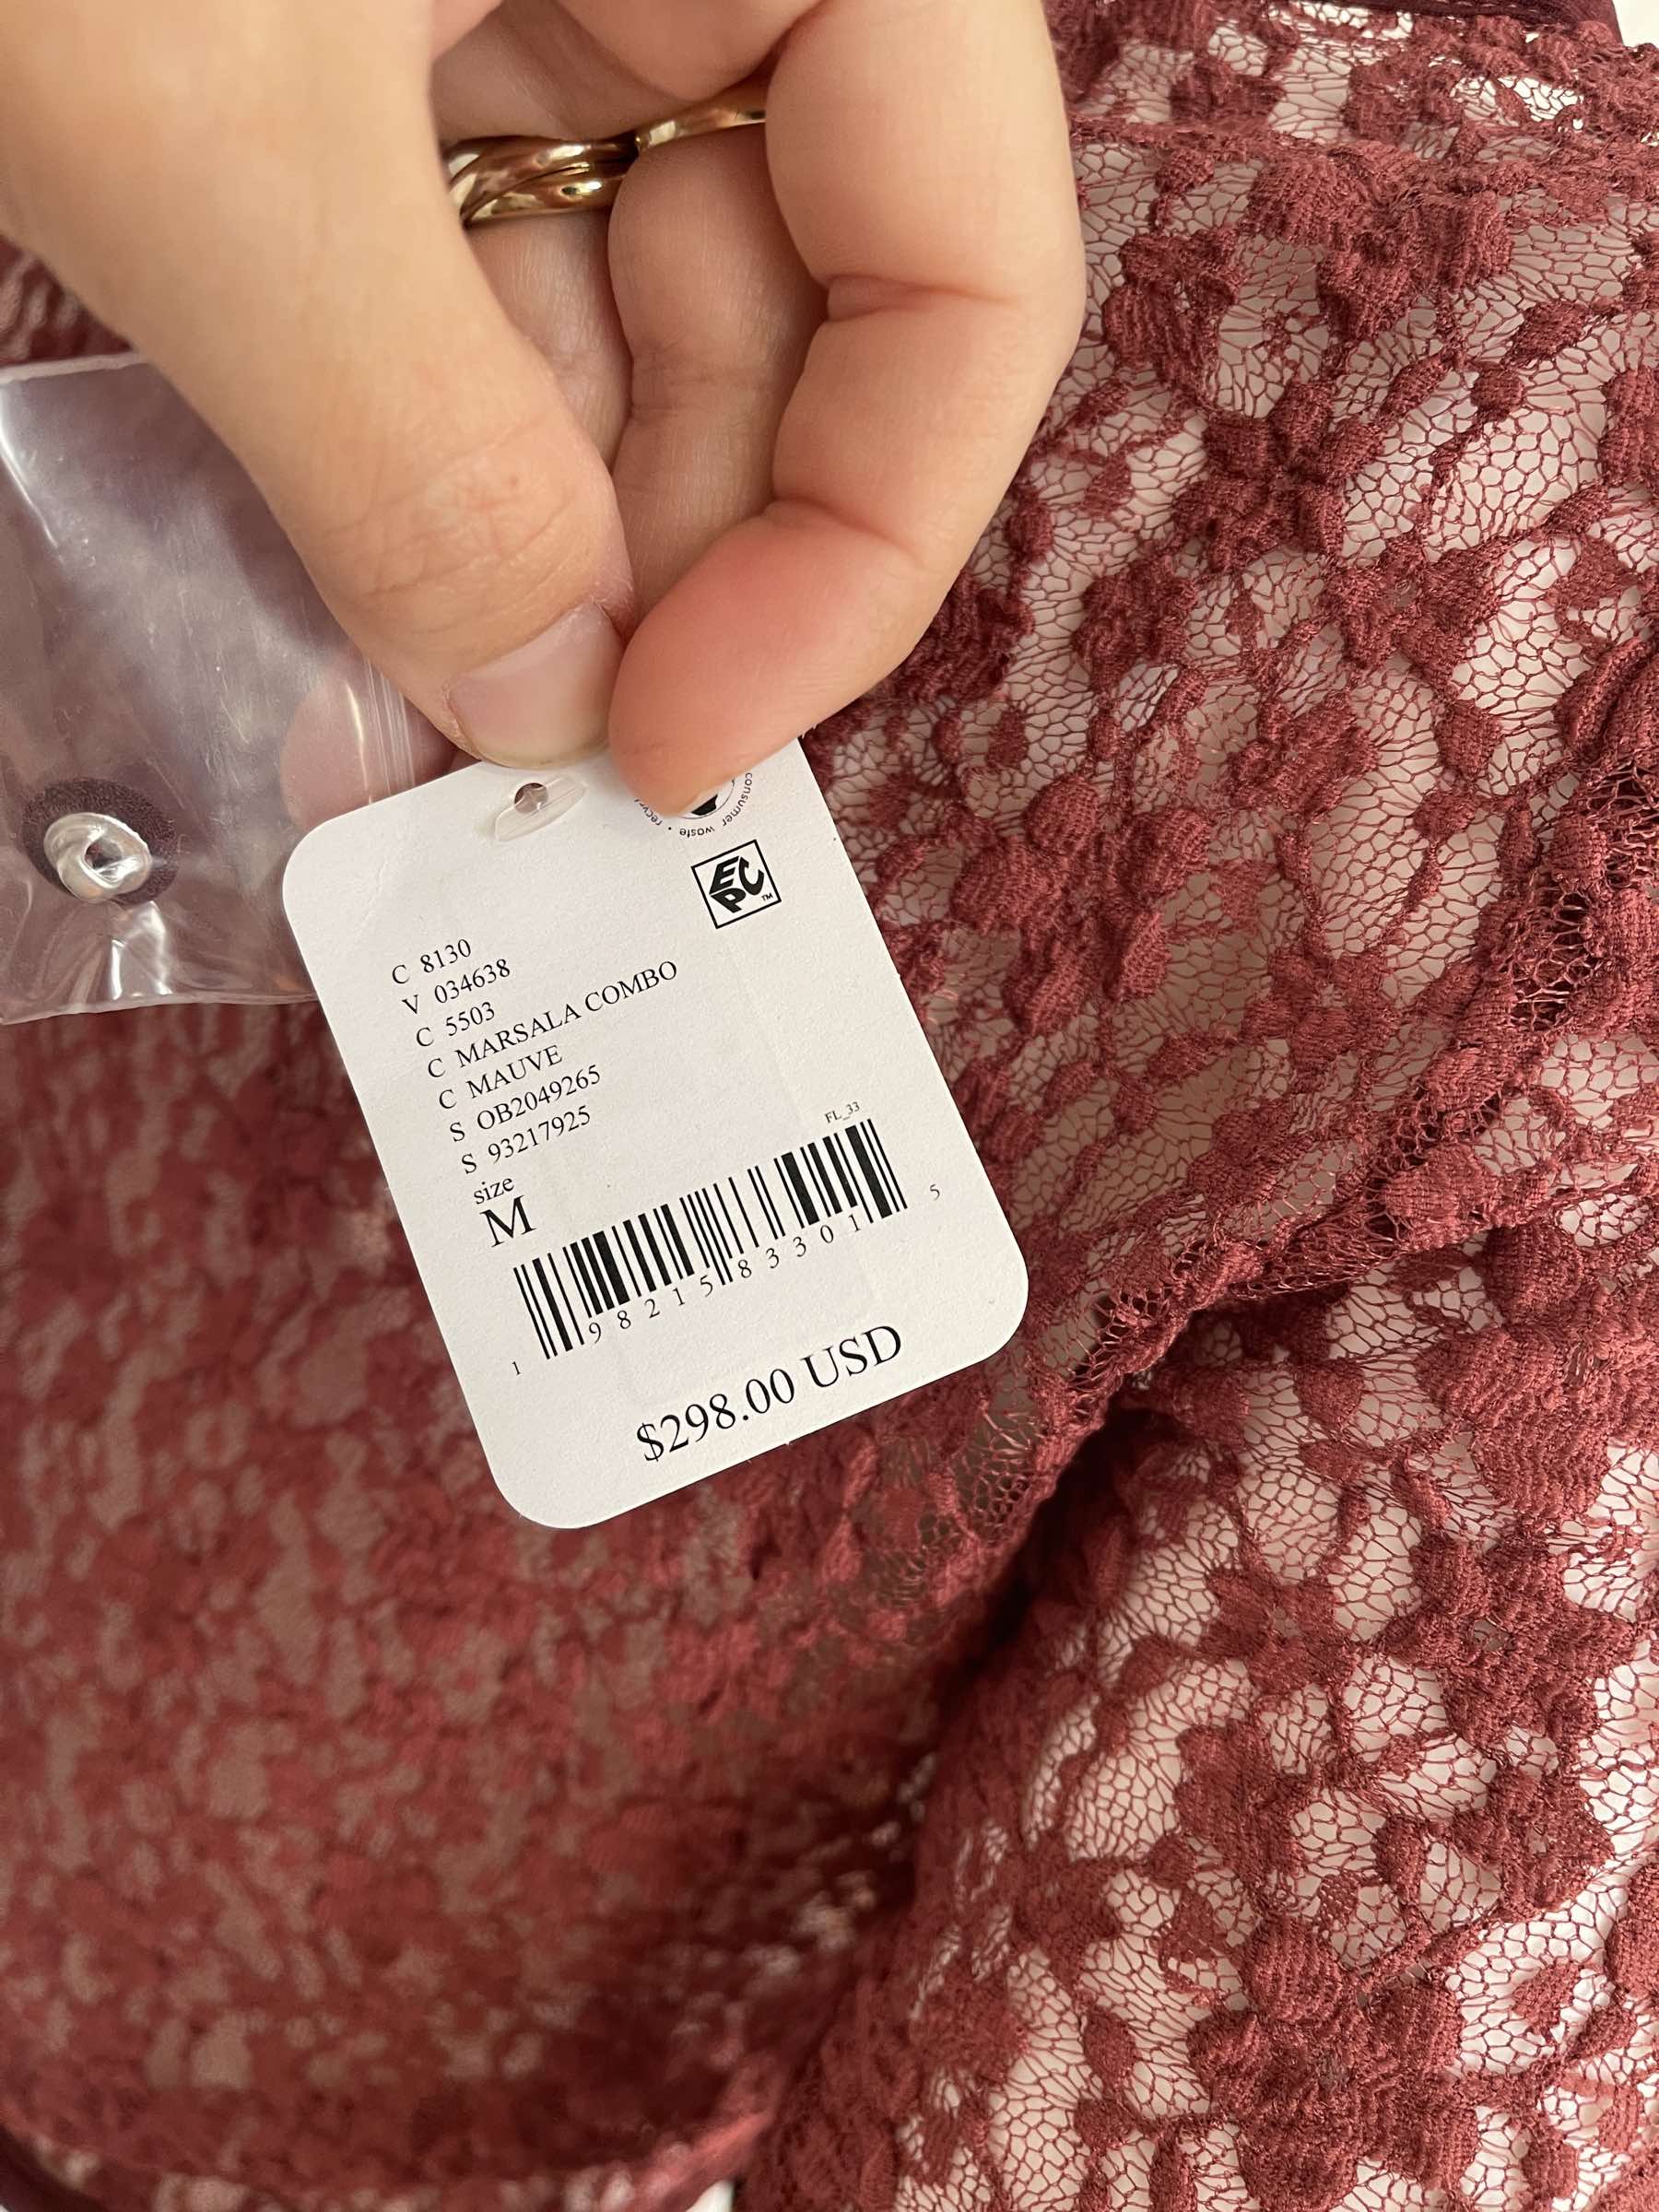 consumer waste •
EPC™
C 8130
V 034638
C 5503
C MARSALA COMBO
C MAUVE
S OB2049265
S 93217925
size
M
FL_33
1 98215 83301 5
$298.00 USD